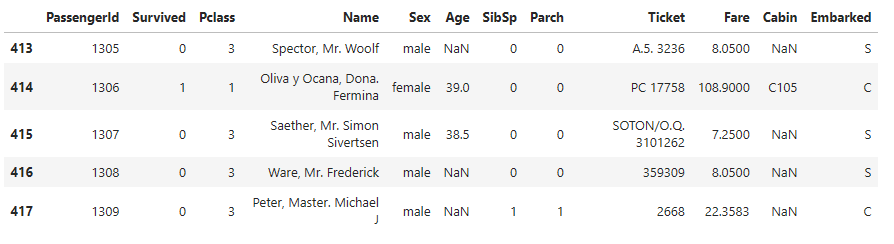 PassengerId Survived Pclass Name Sex Age SibSp Parch Ticket Fare Cabin Embarked
413 1305 0 3 Spector, Mr. Woolf male NaN 0 0 A.5. 3236 8.0500 NaN S
414 1306 1 1 Oliva y Ocana, Dona. female 39.0 0 0 PC 17758 108.9000 C105 C
Fermina
415 1307 0 3 Saether, Mr. Simon male 38.5 0 0 SOTON/O.Q. 7.2500 NaN S
Sivertsen 3101262
416 1308 0 3 Ware, Mr. Frederick male NaN 0 0 359309 8.0500 NaN S
417 1309 0 3 Peter, Master. Michael male NaN 1 1 2668 22.3583 NaN C
J